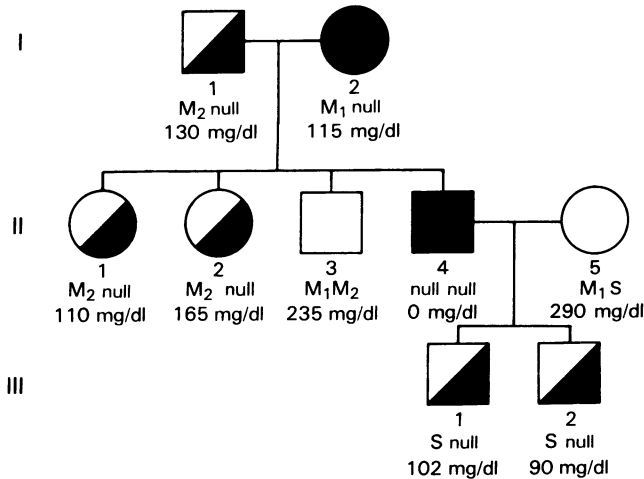 I
1
M₂ null
130 mg/dl
2
M₁ null
115 mg/dl
II
1
M₂ null
110 mg/dl
2
M₂ null
165 mg/dl
3
M₁M₂
235 mg/dl
4
null null
0 mg/dl
5
M₁ S
290 mg/dl
III
1
S null
102 mg/dl
2
S null
90 mg/dl